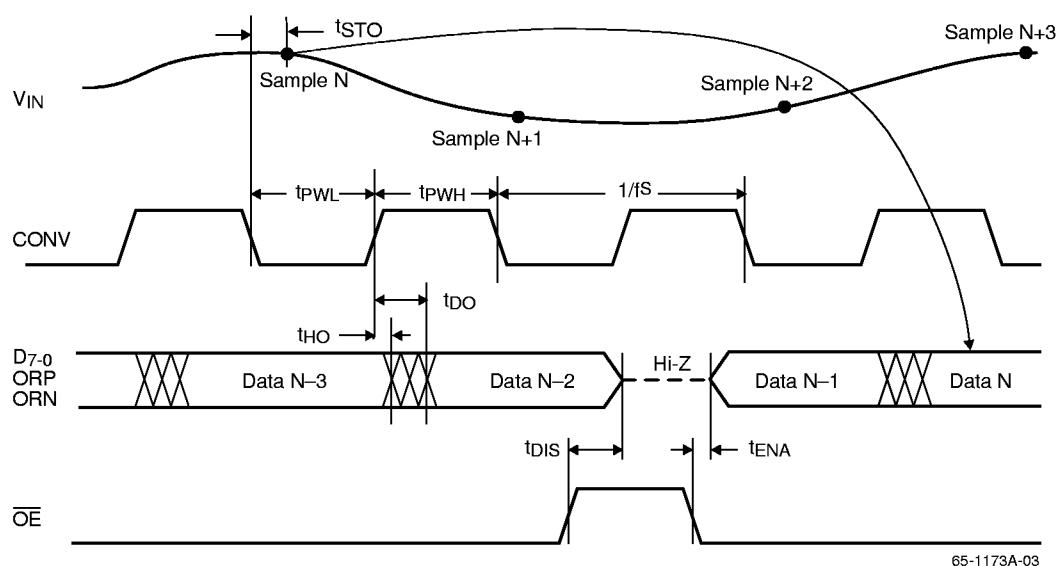 tSTO
Sample N
Sample N+1
Sample N+2
Sample N+3
VIN
tPWL
tPWH
1/fS
CONV
tDO
tHO
D7-0
ORP
ORN
Data N–3
Data N–2
Hi-Z
Data N–1
Data N
tDIS
tENA
OE
65-1173A-03